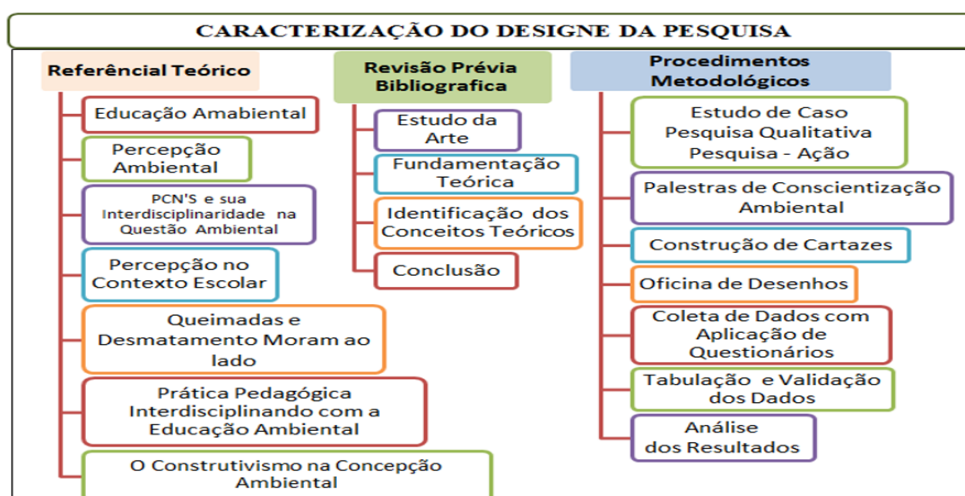 CARACTERIZAÇÃO DO DESIGNE DA PESQUISA
Referêncial Teórico
Educação Amabiental
Percepção
Ambiental
PCN'S e sua
Interdisciplinaridade na
Questão Ambiental
Percepção no
Contexto Escolar
Queimadas e
Desmatamento Moram ao
lado
Prática Pedagógica
Interdisciplinando com a
Educação Ambiental
O Construtivismo na Concepção
Ambiental
Revisão Prévia
Bibliografica
Estudo da
Arte
Fundamentação
Teórica
Identificação dos
Conceitos Teóricos
Conclusão
Procedimentos
Metodológicos
Estudo de Caso
Pesquisa Qualitativa
Pesquisa - Ação
Palestras de Conscientização
Ambiental
Construção de Cartazes
Oficina de Desenhos
Coleta de Dados com
Aplicação de
Questionários
Tabulação e Validação
dos Dados
Análise
dos Resultados